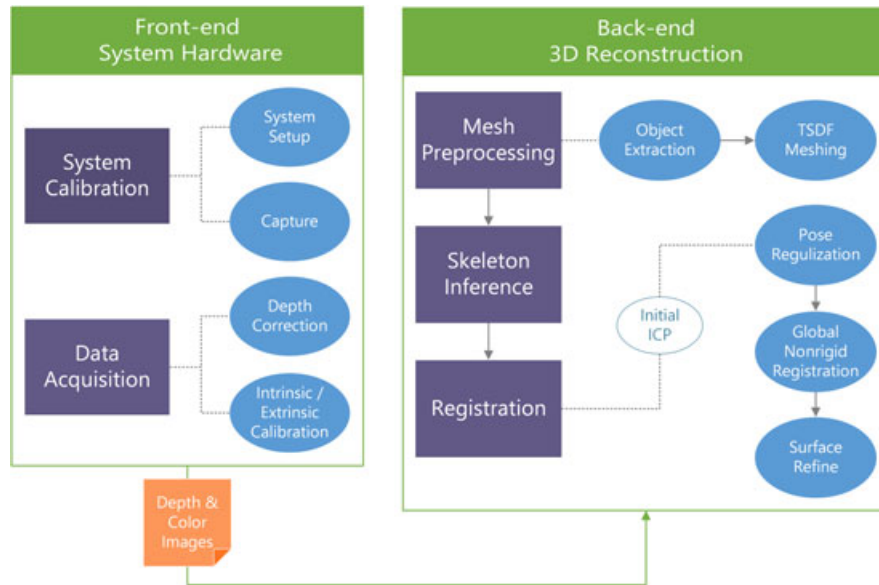 Front-end
System Hardware
System
Calibration
System
Setup
Capture
Data
Acquisition
Depth
Correction
Intrinsic /
Extrinsic
Calibration
Depth &
Color
Images
Back-end
3D Reconstruction
Mesh
Preprocessing
Object
Extraction
TSDF
Meshing
Skeleton
Inference
Registration
Initial
ICP
Pose
Regulization
Global
Nonrigid
Registration
Surface
Refine